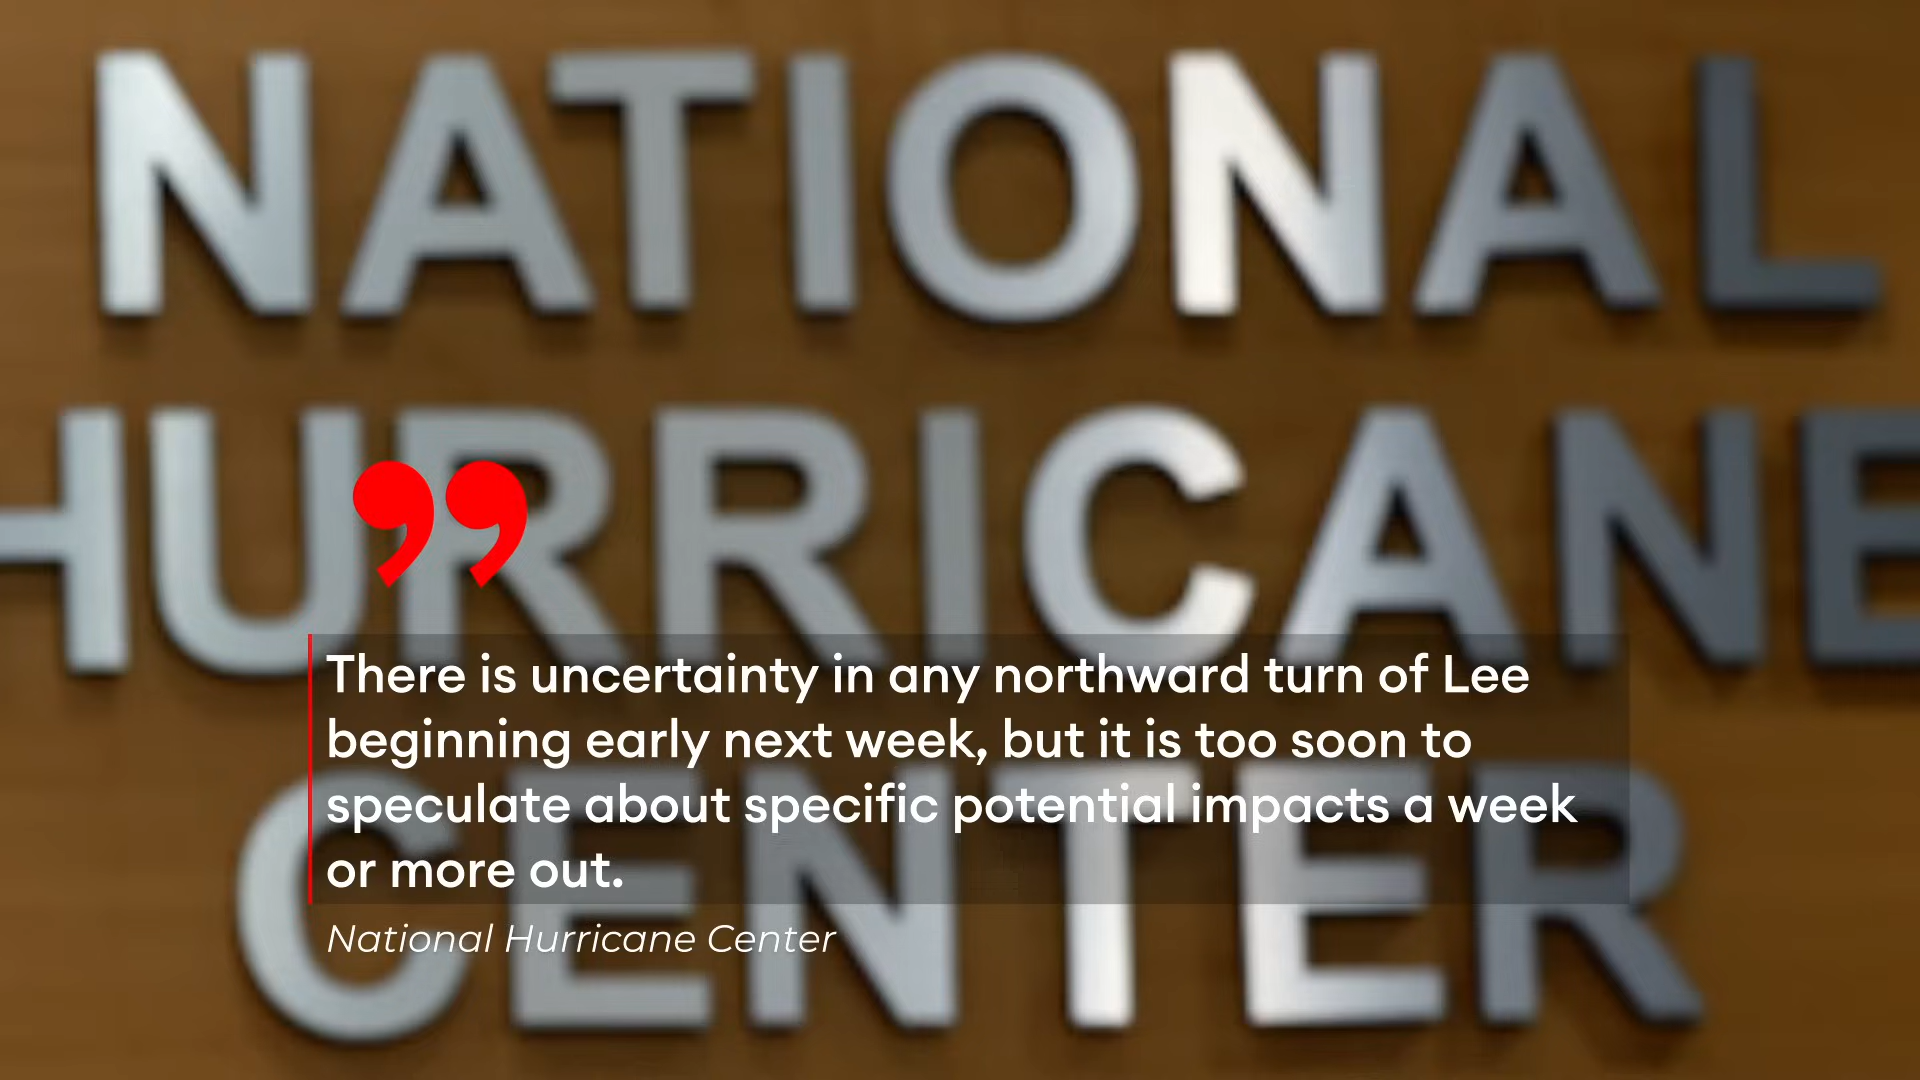 NATIONAL
HURRICANE
CENTER
”
There is uncertainty in any northward turn of Lee
beginning early next week, but it is too soon to
speculate about specific potential impacts a week
or more out.
National Hurricane Center